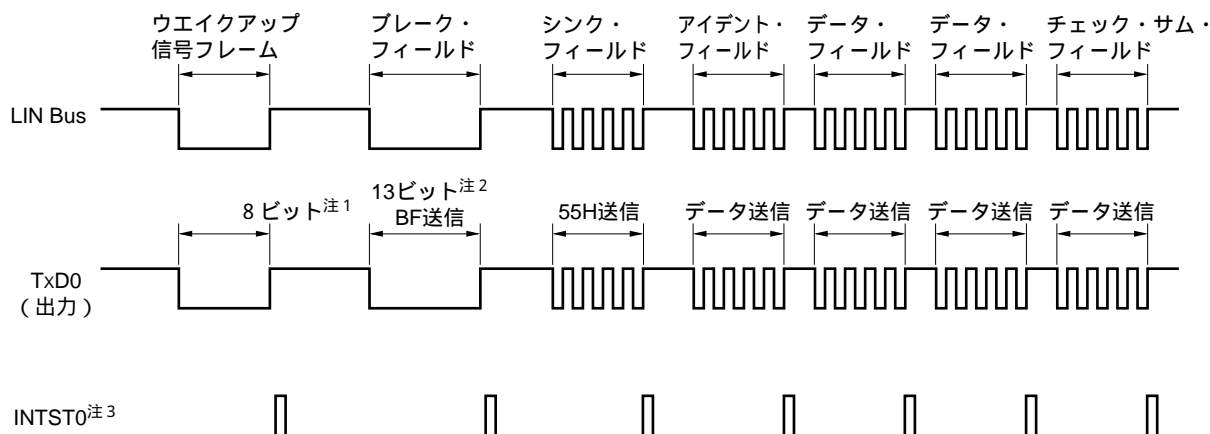 ウエイクアップ
信号フレーム
ブレーク・
フィールド
シンク・
フィールド
アイデント・
フィールド
データ・
フィールド
データ・
フィールド
チェック・サム・
フィールド
LIN Bus
8 ビット注1
13ビット注2
BF送信
55H送信
データ送信
データ送信
データ送信
データ送信
TxD0
(出力)
INTST0注3